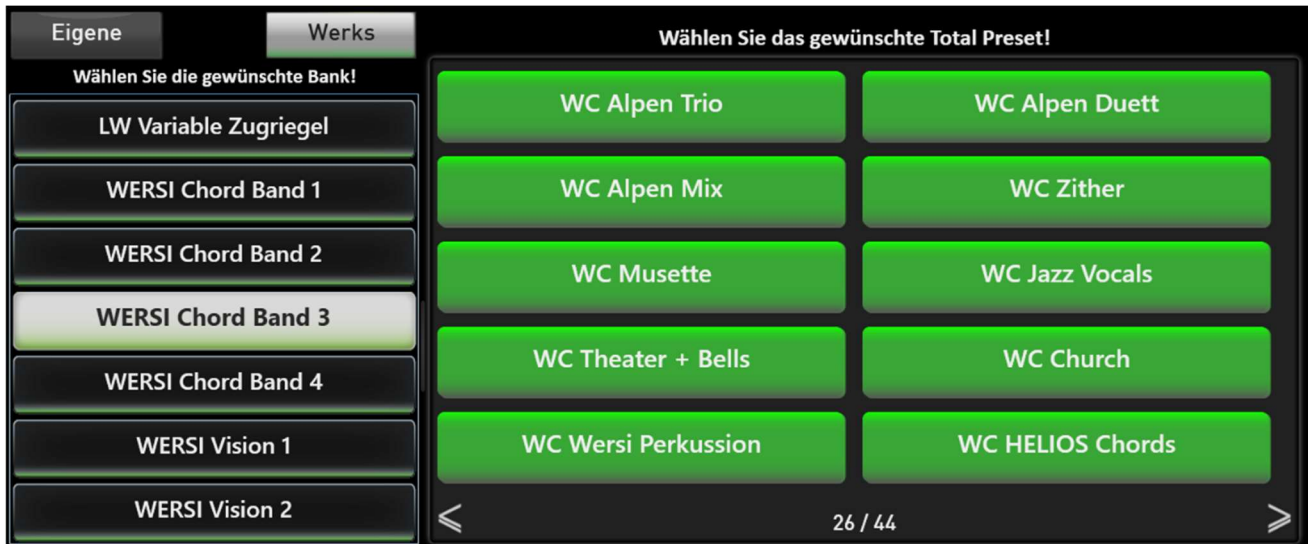 Eigene
Werks
Wählen Sie die gewünschte Bank!
LW Variable Zugriegel
WERSI Chord Band 1
WERSI Chord Band 2
WERSI Chord Band 3
WERSI Chord Band 4
WERSI Vision 1
WERSI Vision 2
Wählen Sie das gewünschte Total Preset!
WC Alpen Trio
WC Alpen Duett
WC Alpen Mix
WC Zither
WC Musette
WC Jazz Vocals
WC Theater + Bells
WC Church
WC Wersi Perkussion
WC HELIOS Chords
26 / 44